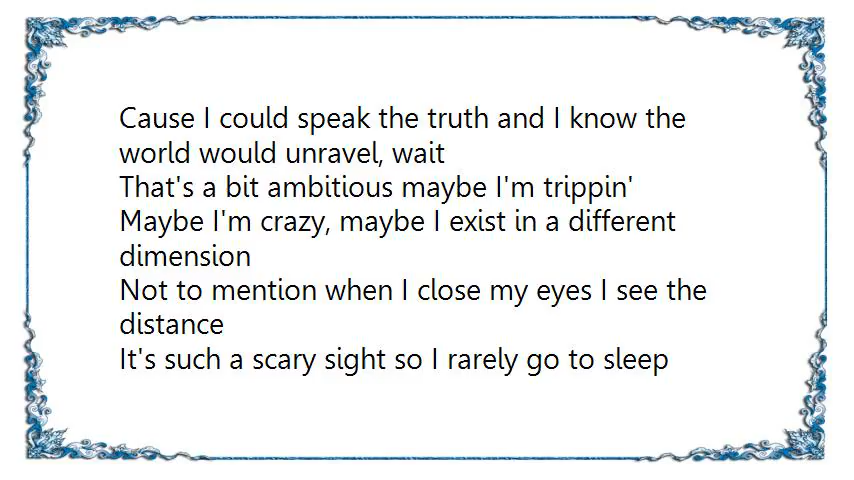 Cause I could speak the truth and I know the
world would unravel, wait
That's a bit ambitious maybe I'm trippin'
Maybe I'm crazy, maybe I exist in a different
dimension
Not to mention when I close my eyes I see the
distance
It's such a scary sight so I rarely go to sleep